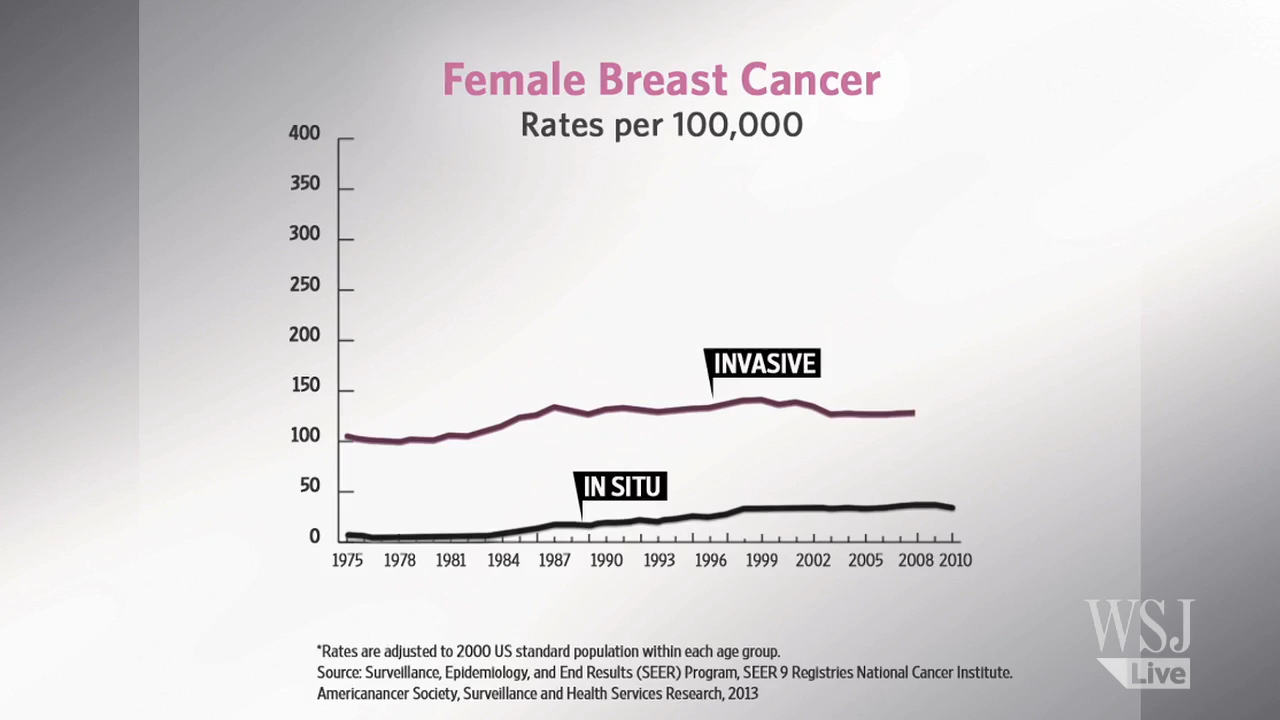 Female Breast Cancer
Rates per 100,000
400
350
300
250
200
150
100
50
0
INVASIVE
IN SITU
1975 1978 1981 1984 1987 1990 1993 1996 1999 2002 2005 2008 2010
*Rates are adjusted to 2000 US standard population within each age group.
Source: Surveillance, Epidemiology, and End Results (SEER) Program, SEER 9 Registries National Cancer Institute.
Americanancer Society, Surveillance and Health Services Research, 2013
WSJ
Live